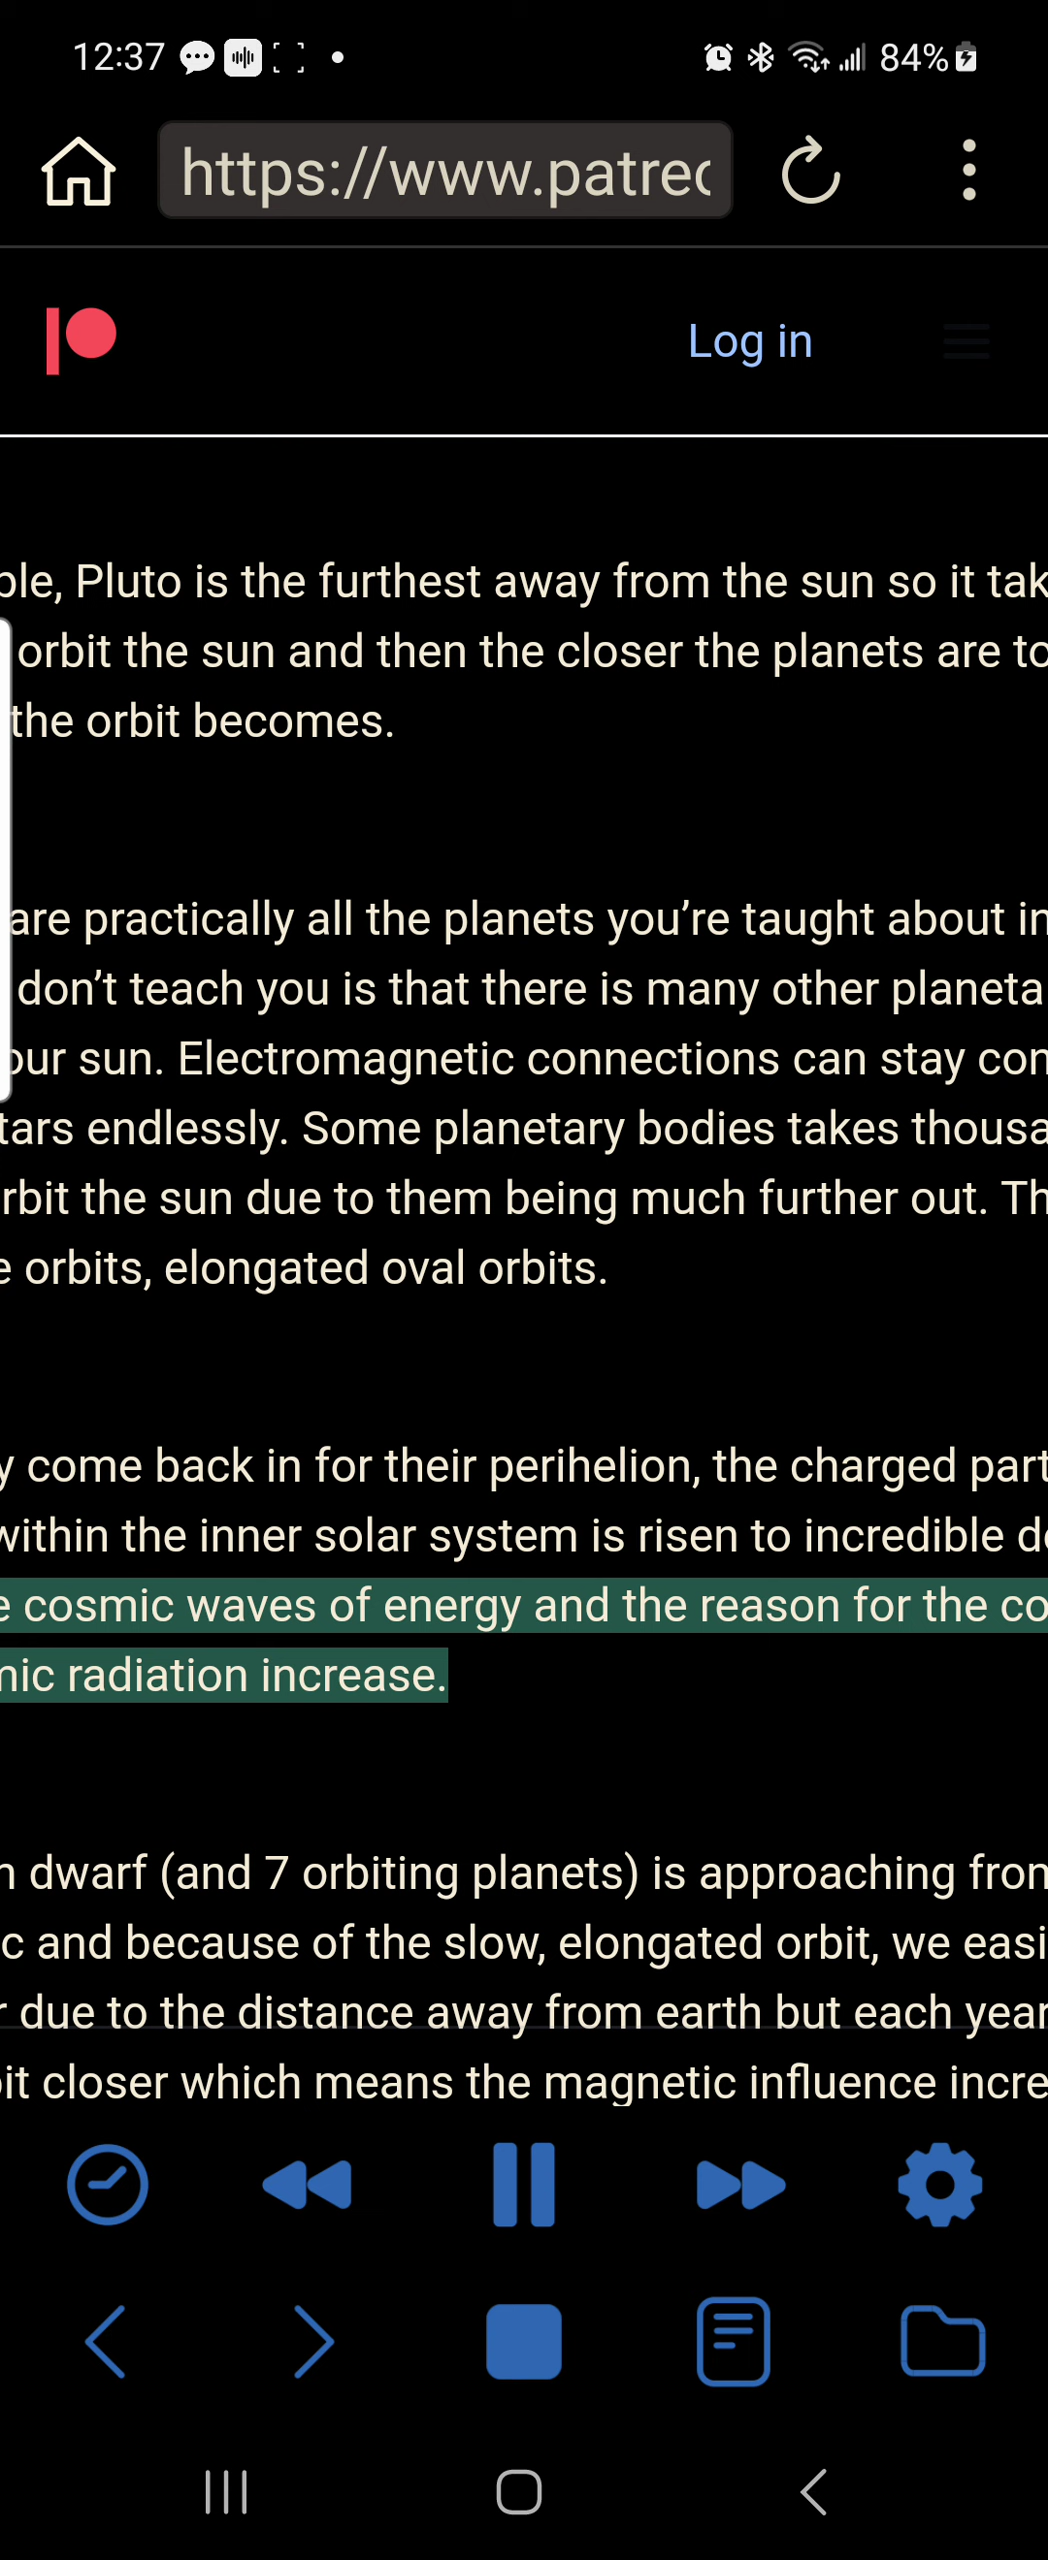 12:37
84%
https://www.patre
Log in
ple, Pluto is the furthest away from the sun so it tak
orbit the sun and then the closer the planets are to
the orbit becomes.
are practically all the planets you’re taught about in
don’t teach you is that there is many other planeta
our sun. Electromagnetic connections can stay con
tars endlessly. Some planetary bodies takes thousa
rbit the sun due to them being much further out. Th
e orbits, elongated oval orbits.
y come back in for their perihelion, the charged part
within the inner solar system is risen to incredible de
e cosmic waves of energy and the reason for the co
mic radiation increase.
n dwarf (and 7 orbiting planets) is approaching fron
c and because of the slow, elongated orbit, we easi
r due to the distance away from earth but each year
bit closer which means the magnetic influence incre